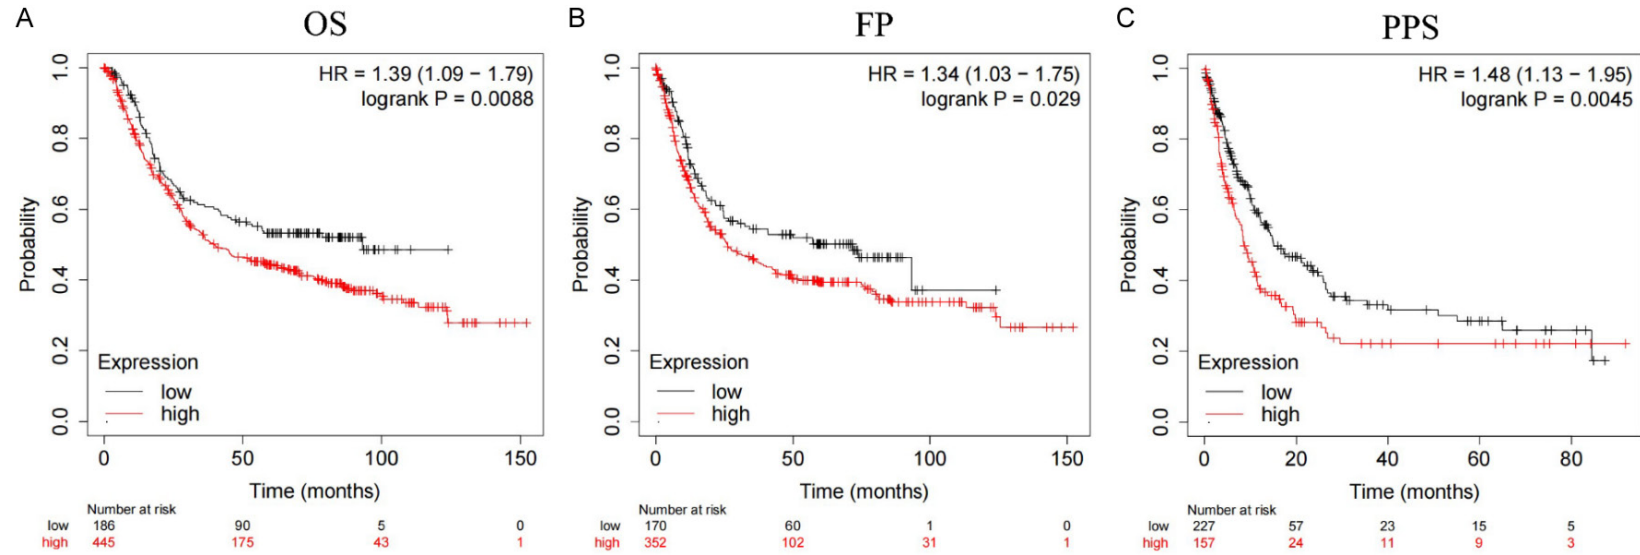 A
OS
HR = 1.39 (1.09 − 1.79)
logrank P = 0.0088
Probability
1.0
0.8
0.6
0.4
0.2
0.0
Expression
low
high
0 50 100 150
Time (months)
Number at risk
low 186 90 5 0
high 445 175 43 1
B
FP
HR = 1.34 (1.03 − 1.75)
logrank P = 0.029
Probability
1.0
0.8
0.6
0.4
0.2
0.0
Expression
low
high
0 50 100 150
Time (months)
Number at risk
low 170 60 1 0
high 352 102 31 1
C
PPS
HR = 1.48 (1.13 − 1.95)
logrank P = 0.0045
Probability
1.0
0.8
0.6
0.4
0.2
0.0
Expression
low
high
0 20 40 60 80
Time (months)
Number at risk
low 227 57 23 15 5
high 157 24 11 9 3